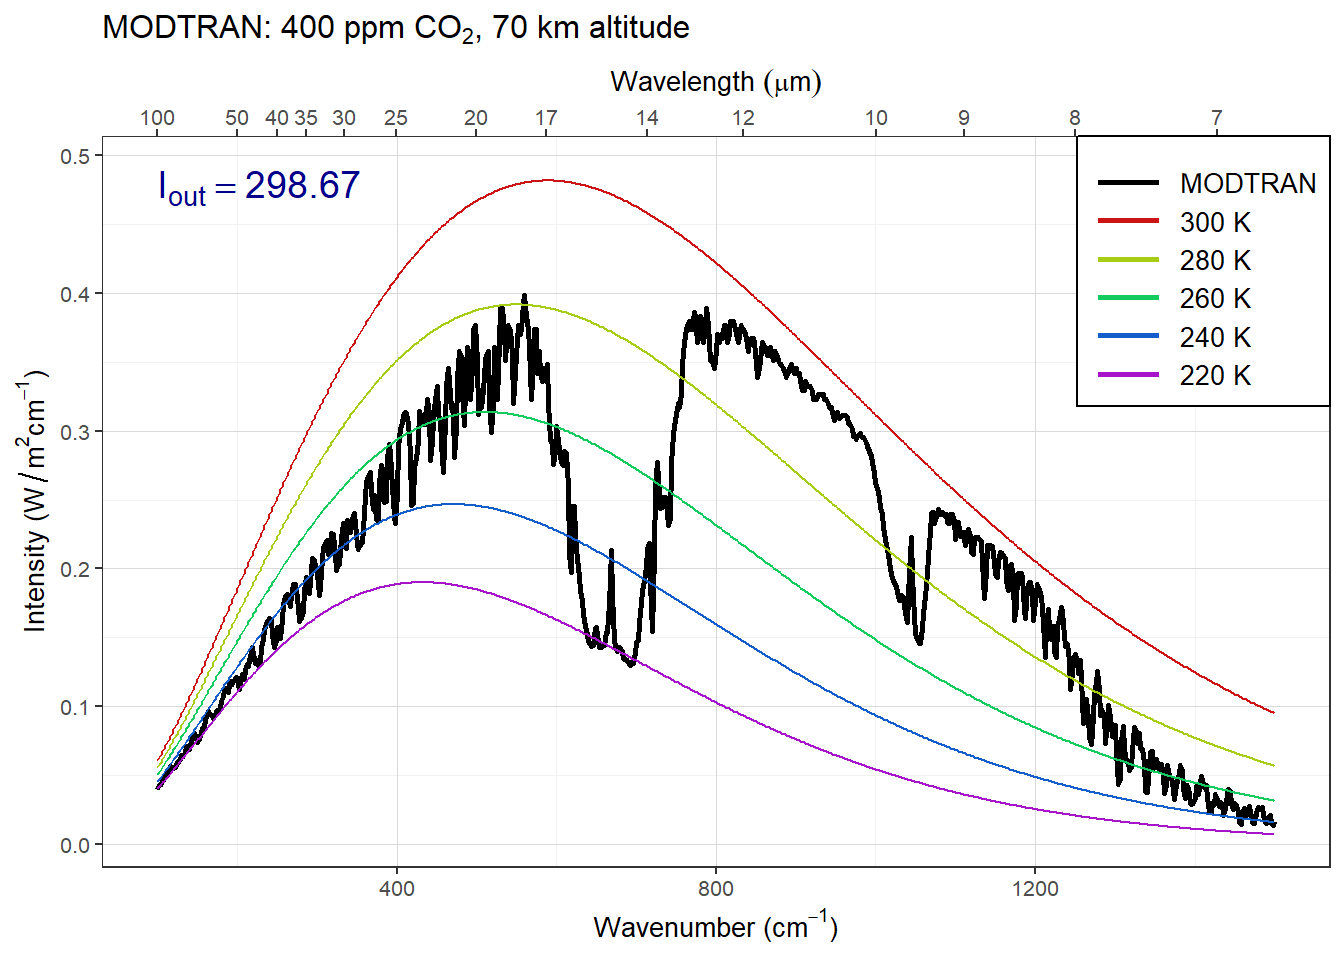 MODTRAN: 400 ppm CO₂, 70 km altitude
Wavelength (μm)
100 50 40 35 30 25 20 17 14 12 10 9 8 7
I_out = 298.67
MODTRAN
300 K
280 K
260 K
240 K
220 K
Intensity (W / m²cm⁻¹)
0.5
0.4
0.3
0.2
0.1
0.0
400 800 1200
Wavenumber (cm⁻¹)